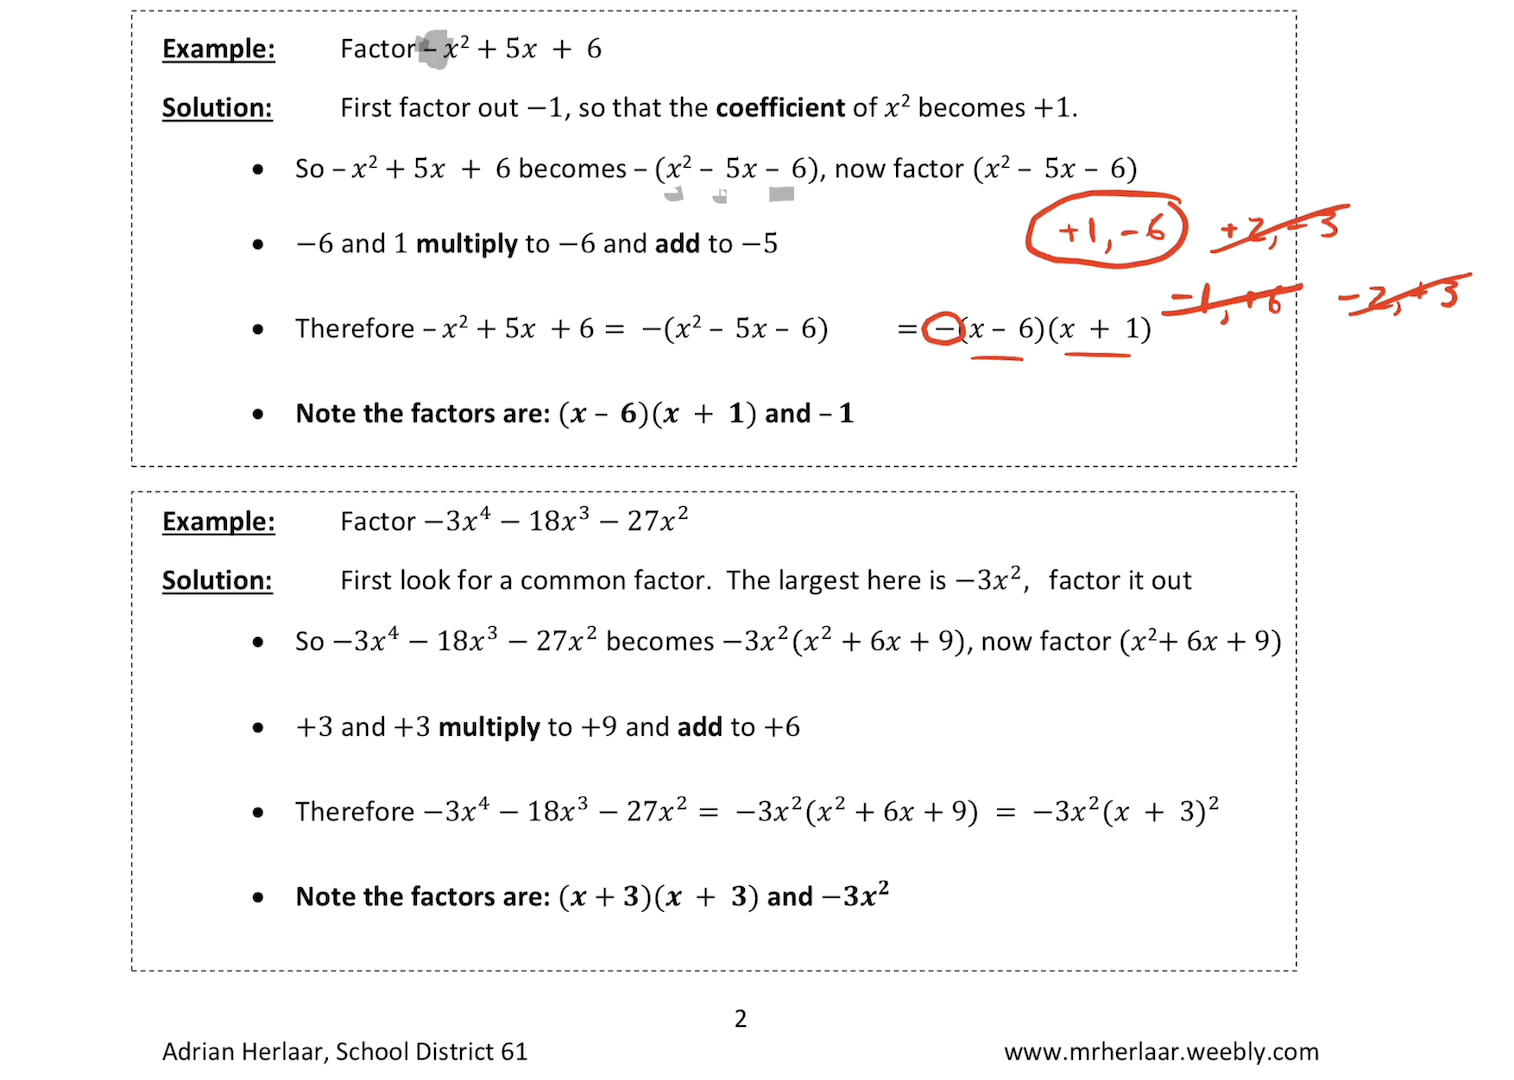 Example: Factor – x² + 5x + 6
Solution: First factor out −1, so that the coefficient of x² becomes +1.
• So – x² + 5x + 6 becomes – (x² – 5x – 6), now factor (x² – 5x – 6)
+1, -6 +2, -3
• −6 and 1 multiply to −6 and add to −5
-1, +6 -2, +3
• Therefore – x² + 5x + 6 = −(x² – 5x – 6) = −(x – 6)(x + 1)
• Note the factors are: (x – 6)(x + 1) and – 1
Example: Factor −3x⁴ − 18x³ − 27x²
Solution: First look for a common factor. The largest here is −3x², factor it out
• So −3x⁴ − 18x³ − 27x² becomes −3x²(x² + 6x + 9), now factor (x²+ 6x + 9)
• +3 and +3 multiply to +9 and add to +6
• Therefore −3x⁴ − 18x³ − 27x² = −3x²(x² + 6x + 9) = −3x²(x + 3)²
• Note the factors are: (x + 3)(x + 3) and −3x²
2
Adrian Herlaar, School District 61 www.mrherlaar.weebly.com